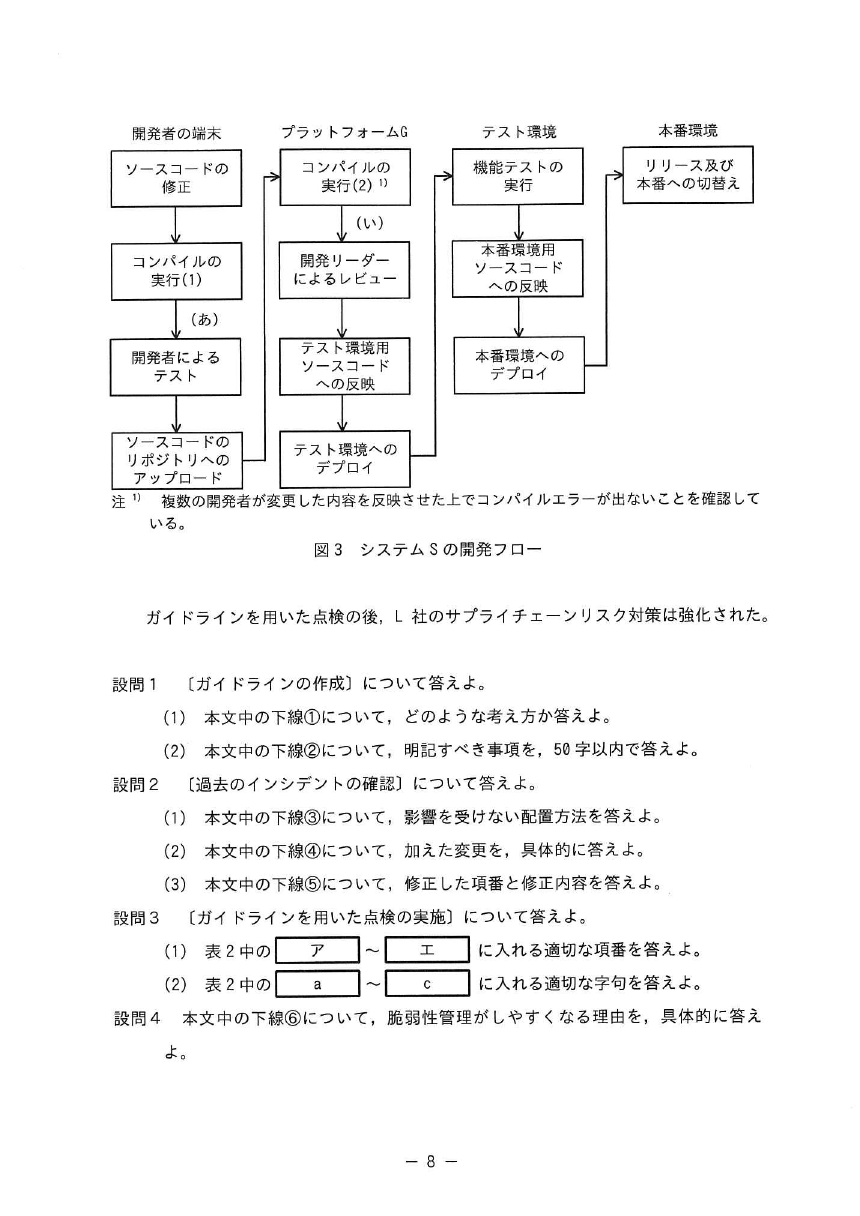 開発者の端末
ソースコードの
修正
コンパイルの
実行(1)
(あ)
開発者による
テスト
ソースコードの
リポジトリへの
アップロード
プラットフォームG
コンパイルの
実行(2) 1)
(い)
開発リーダー
によるレビュー
テスト環境用
ソースコード
への反映
テスト環境への
デプロイ
テスト環境
機能テストの
実行
本番環境用
ソースコード
への反映
本番環境への
デプロイ
本番環境
リリース及び
本番への切替え
注 1) 複数の開発者が変更した内容を反映させた上でコンパイルエラーが出ないことを確認して
いる。
図3 システムSの開発フロー
ガイドラインを用いた点検の後，L 社のサプライチェーンリスク対策は強化された。
設問1 〔ガイドラインの作成〕について答えよ。
(1) 本文中の下線①について，どのような考え方か答えよ。
(2) 本文中の下線②について，明記すべき事項を，50 字以内で答えよ。
設問2 〔過去のインシデントの確認〕について答えよ。
(1) 本文中の下線③について，影響を受けない配置方法を答えよ。
(2) 本文中の下線④について，加えた変更を，具体的に答えよ。
(3) 本文中の下線⑤について，修正した項番と修正内容を答えよ。
設問3 〔ガイドラインを用いた点検の実施〕について答えよ。
(1) 表2中の ア ～ エ に入れる適切な項番を答えよ。
(2) 表2中の a ～ c に入れる適切な字句を答えよ。
設問4 本文中の下線⑥について，脆弱性管理がしやすくなる理由を，具体的に答え
よ。
－ 8 －